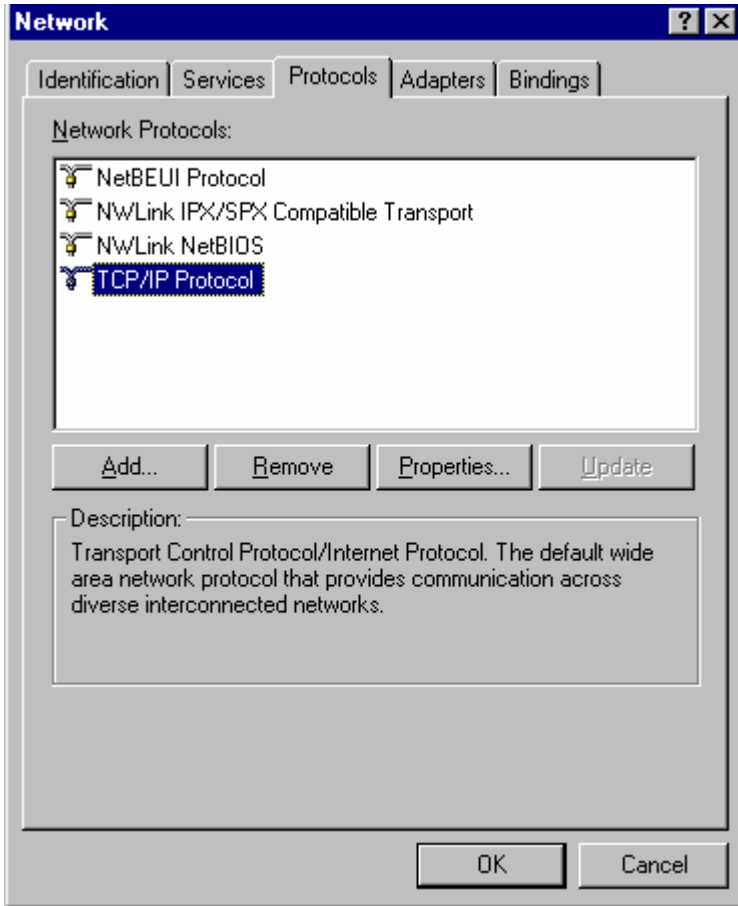 Network
Identification Services Protocols Adapters Bindings
Network Protocols:
NetBEUI Protocol
NWLink IPX/SPX Compatible Transport
NWLink NetBIOS
TCP/IP Protocol
Add... Remove Properties... Update
Description:
Transport Control Protocol/Internet Protocol. The default wide
area network protocol that provides communication across
diverse interconnected networks.
OK Cancel